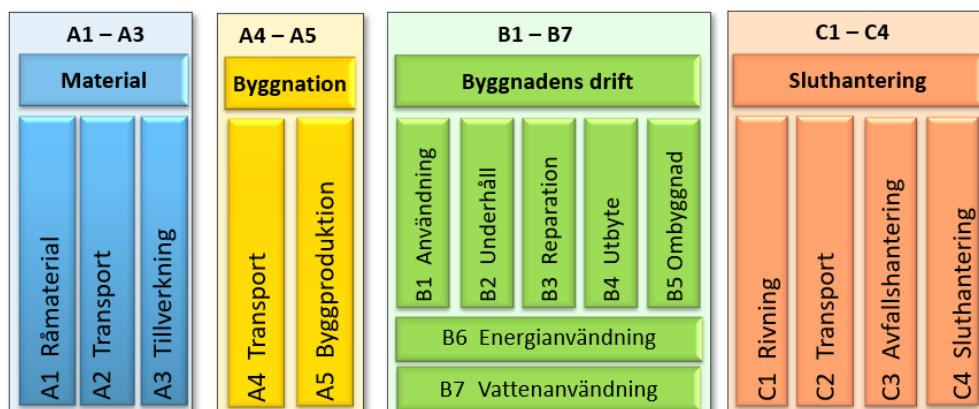 A1 – A3
Material
A1 Råmaterial
A2 Transport
A3 Tillverkning
A4 – A5
Byggnation
A4 Transport
A5 Byggproduktion
B1 – B7
Byggnadens drift
B1 Användning
B2 Underhåll
B3 Reparation
B4 Utbyte
B5 Ombyggnad
B6 Energianvändning
B7 Vattenanvändning
C1 – C4
Sluthantering
C1 Rivning
C2 Transport
C3 Avfallshantering
C4 Sluthantering